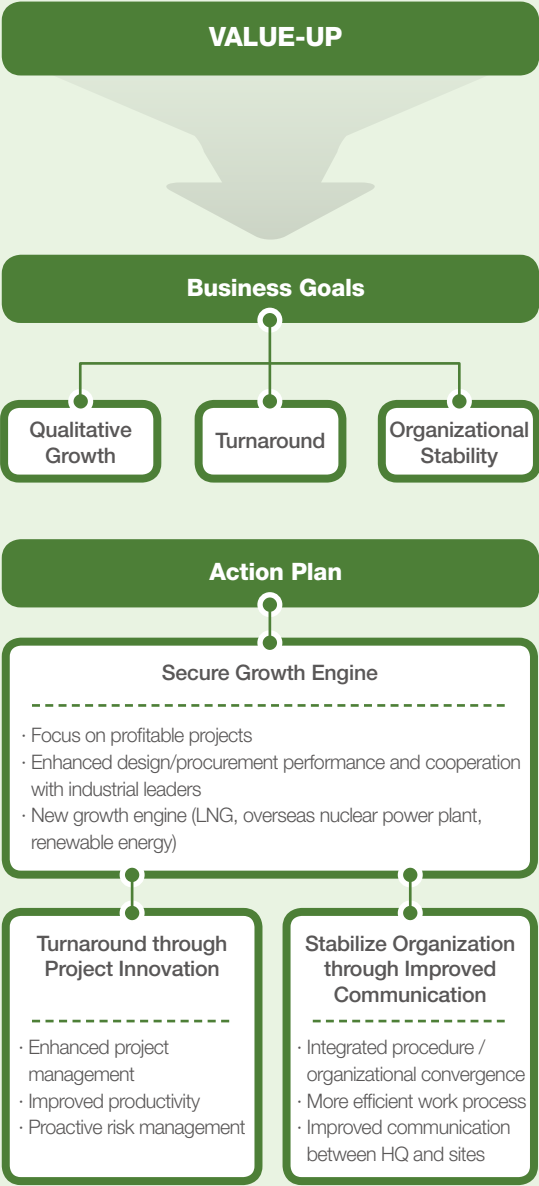 VALUE-UP
Business Goals
Qualitative
Growth
Turnaround
Organizational
Stability
Action Plan
Secure Growth Engine
· Focus on profitable projects
· Enhanced design/procurement performance and cooperation
with industrial leaders
· New growth engine (LNG, overseas nuclear power plant,
renewable energy)
Turnaround through
Project Innovation
· Enhanced project
management
· Improved productivity
· Proactive risk management
Stabilize Organization
through Improved
Communication
· Integrated procedure /
organizational convergence
· More efficient work process
· Improved communication
between HQ and sites